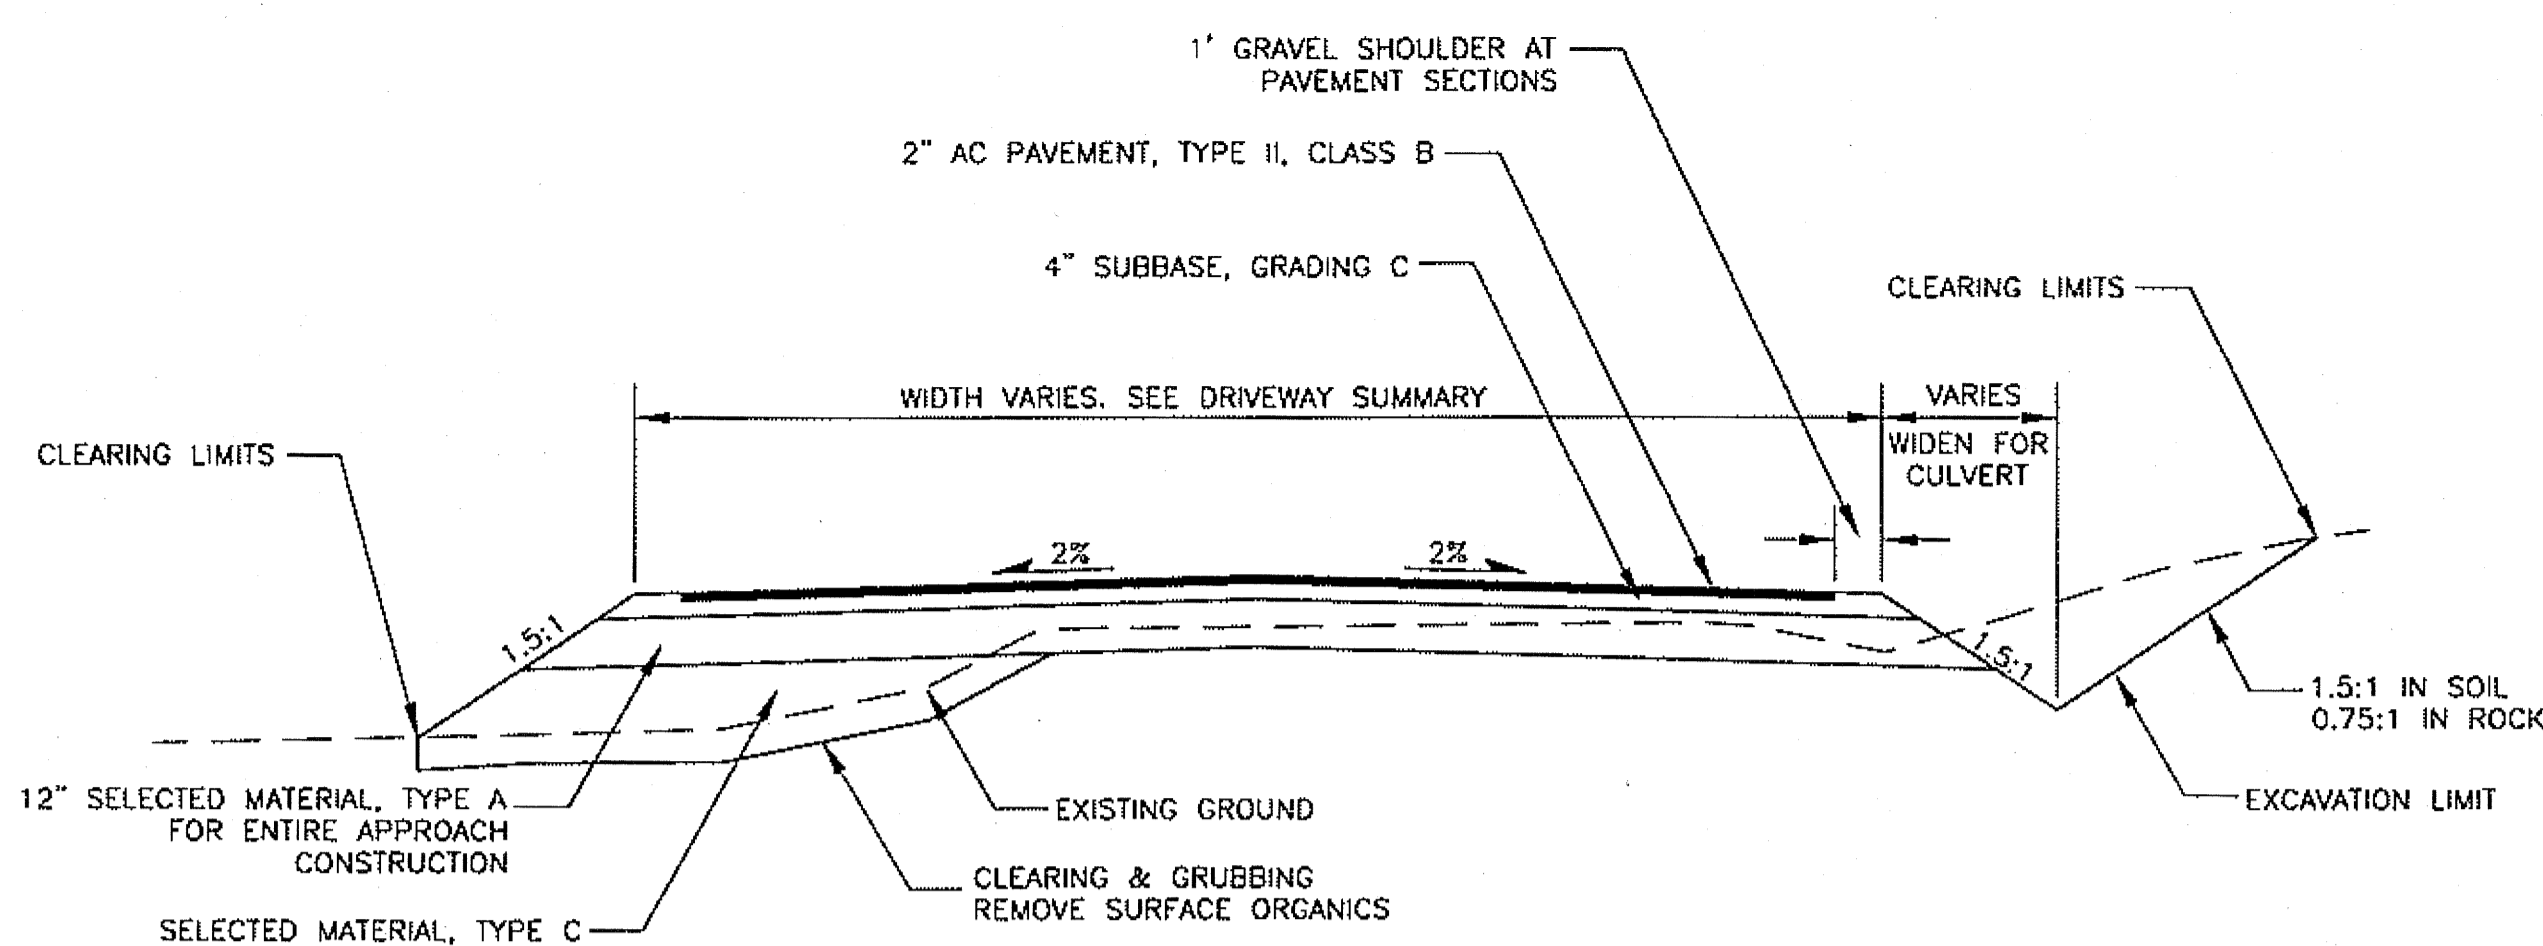 1' GRAVEL SHOULDER AT
PAVEMENT SECTIONS
2" AC PAVEMENT, TYPE II, CLASS B
4" SUBBASE, GRADING C
CLEARING LIMITS
WIDTH VARIES. SEE DRIVEWAY SUMMARY
VARIES
WIDEN FOR
CULVERT
CLEARING LIMITS
2%
2%
1.5:1
1.5:1
1.5:1 IN SOIL
0.75:1 IN ROCK
12" SELECTED MATERIAL, TYPE A
FOR ENTIRE APPROACH
CONSTRUCTION
EXISTING GROUND
EXCAVATION LIMIT
CLEARING & GRUBBING
REMOVE SURFACE ORGANICS
SELECTED MATERIAL, TYPE C